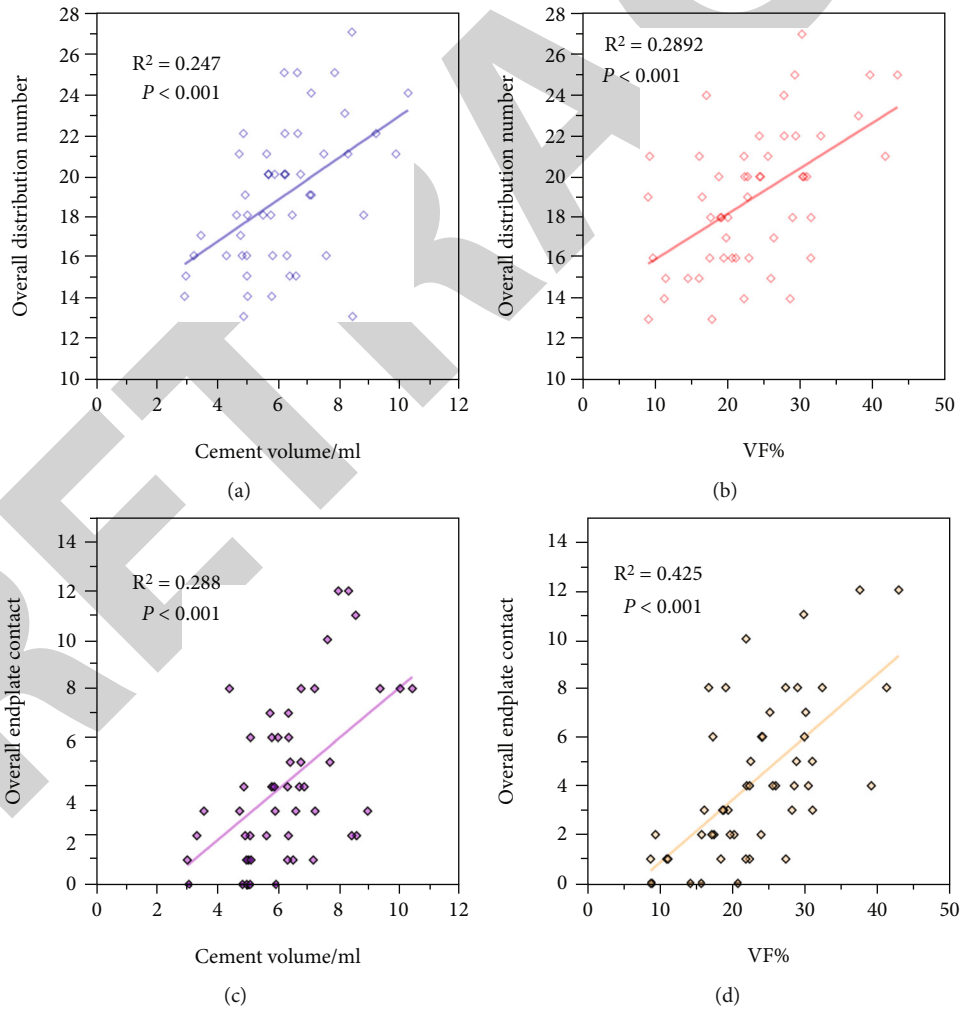 28
26
24
22
20
18
16
14
12
10
Overall distribution number
R² = 0.247
P < 0.001
0 2 4 6 8 10 12
Cement volume/ml
(a)
28
26
24
22
20
18
16
14
12
10
Overall distribution number
R² = 0.2892
P < 0.001
0 10 20 30 40 50
VF%
(b)
14
12
10
8
6
4
2
2
0
Overall endplate contact
R² = 0.288
P < 0.001
0 2 4 6 8 10 12
Cement volume/ml
(c)
14
12
10
8
6
4
2
0
Overall endplate contact
R² = 0.425
P < 0.001
0 10 20 30 40 50
VF%
(d)
RETRAC